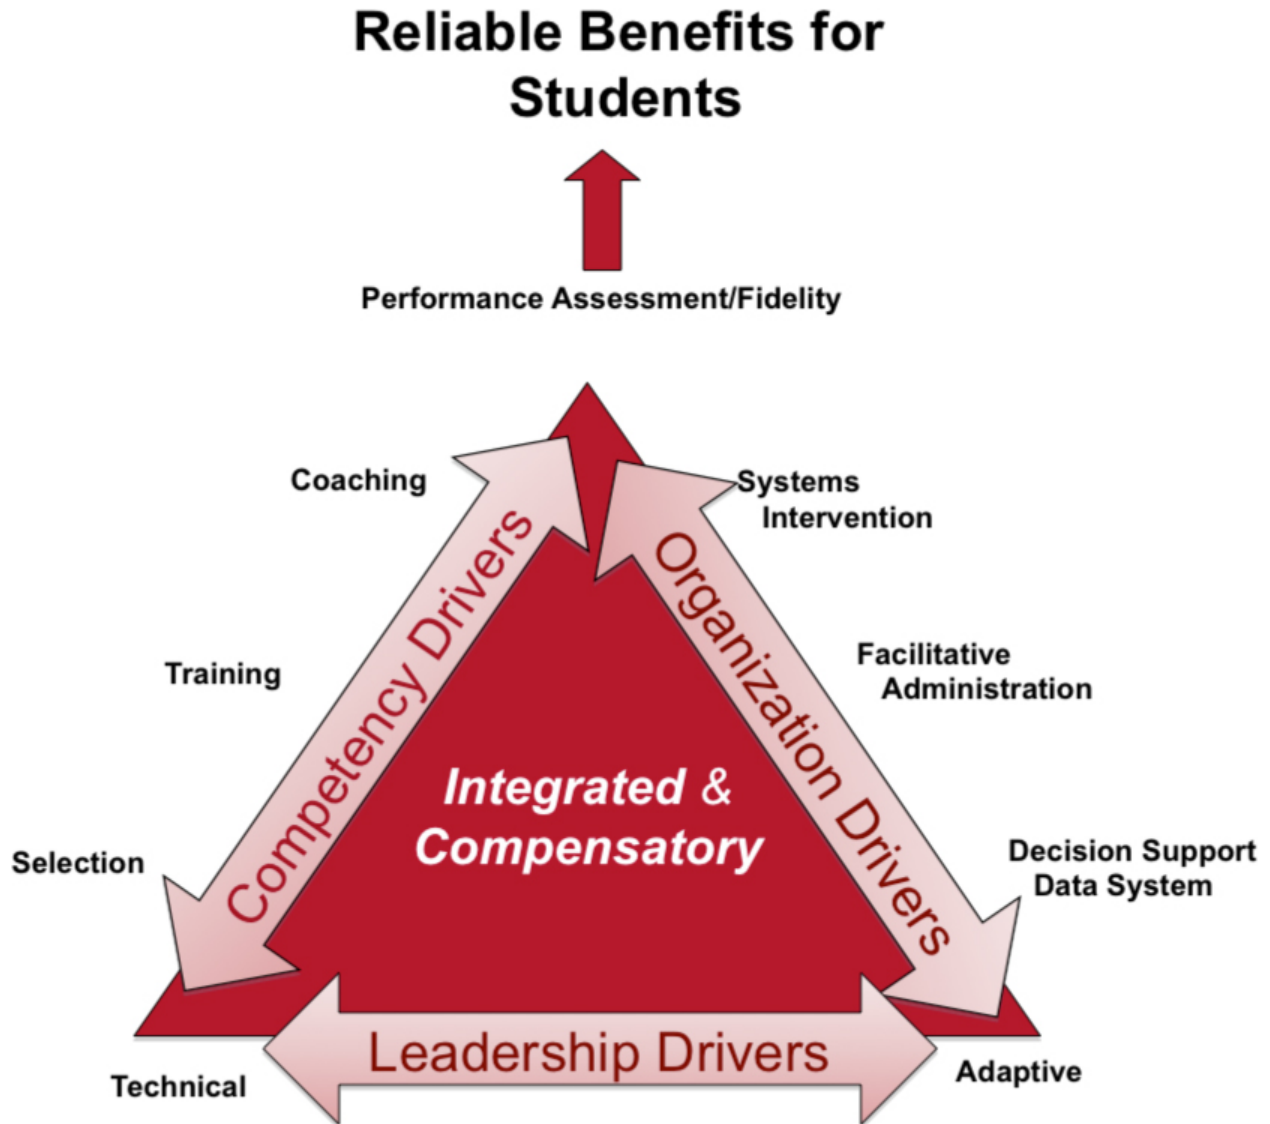 Reliable Benefits for
Students
Performance Assessment/Fidelity
Coaching
Systems
Intervention
Competency Drivers
Organization Drivers
Training
Facilitative
Administration
Integrated &
Compensatory
Selection
Decision Support
Data System
Leadership Drivers
Technical
Adaptive